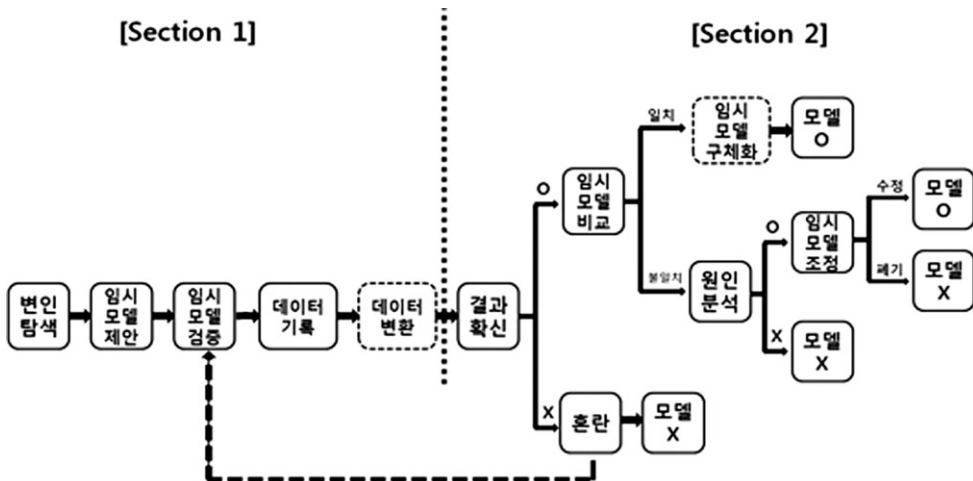 [Section 1]
[Section 2]
변인
탐색
임시
모델
제안
임시
모델
검증
데이터
기록
데이터
변환
결과
확신
O
임시
모델
비교
일치
임시
모델
구체화
모델
O
불일치
원인
분석
O
임시
모델
조정
수정
모델
O
폐기
모델
X
X
모델
X
X
혼란
모델
X